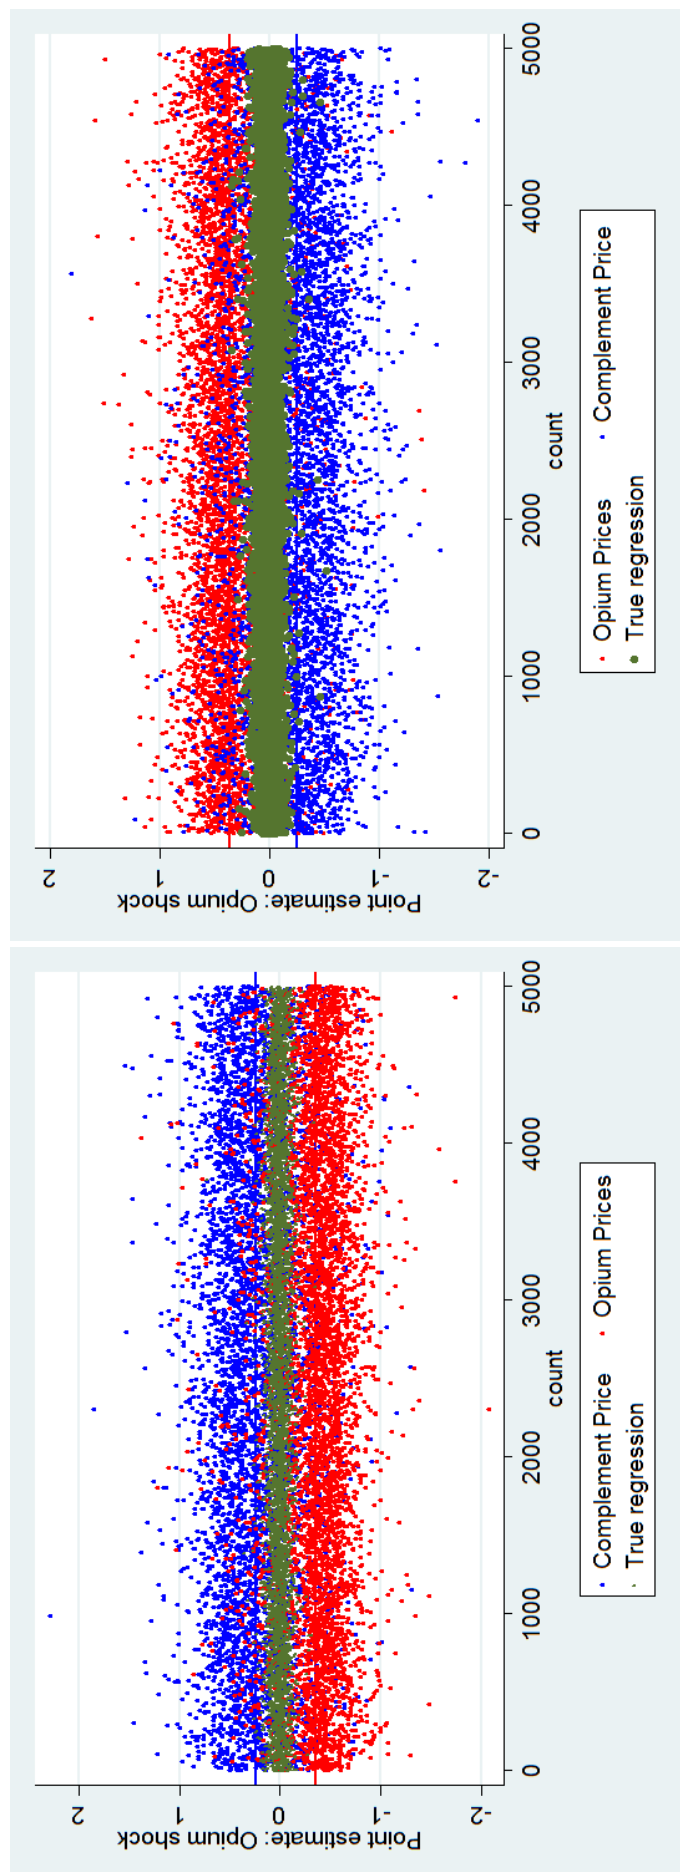 Point estimate: Opium shock
2
1
0
-1
-2
0 1000 2000 3000 4000 5000
count
Complement Price Opium Prices
True regression
Point estimate: Opium shock
2
1
0
-1
-2
0 1000 2000 3000 4000 5000
count
Opium Prices Complement Price
True regression